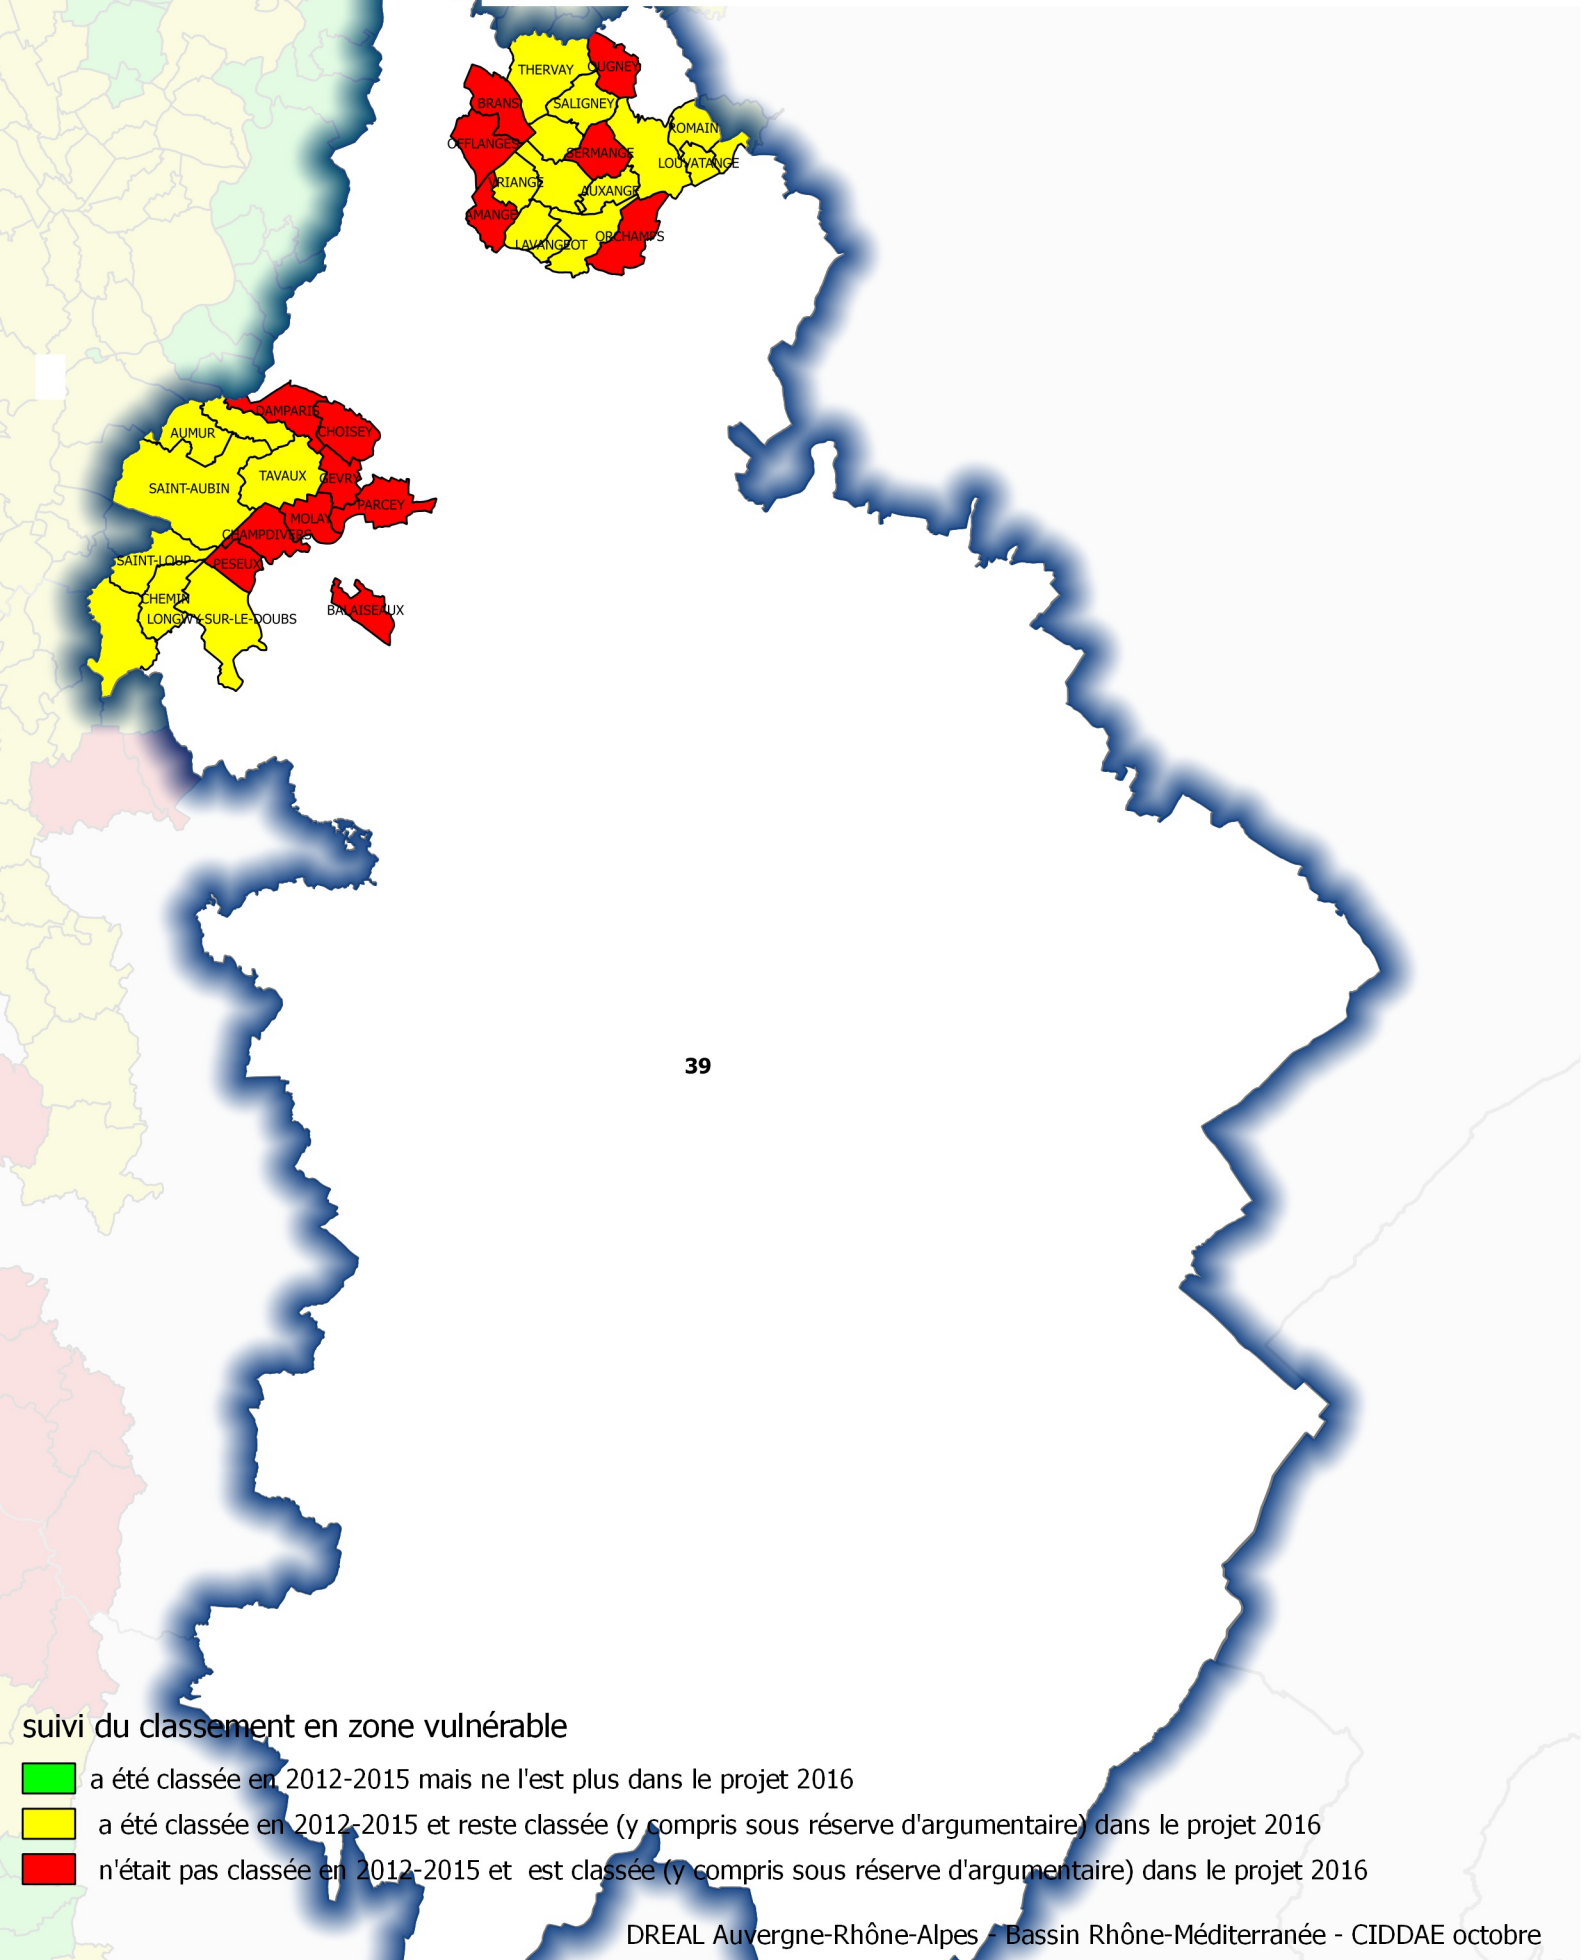 THERVAY
OUGNEY
BRANS
SALIGNEY
ROMAIN
OFFLANGES
SERMANGE
LOUVATANGE
VRIANGE
AUXANGE
AMANGE
ORCHAMPS
LAVANGEOT
DAMPARIS
AUMUR
CHOISEY
TAVAUX
GEVRY
SAINT-AUBIN
PARCEY
MOLAY
CHAMPDIVERS
SAINT-LOUP
PESEUX
CHEMIN
BALAISEAUX
LONGWY-SUR-LE-DOUBS
39
suivi du classement en zone vulnérable
a été classée en 2012-2015 mais ne l'est plus dans le projet 2016
a été classée en 2012-2015 et reste classée (y compris sous réserve d'argumentaire) dans le projet 2016
n'était pas classée en 2012-2015 et est classée (y compris sous réserve d'argumentaire) dans le projet 2016
DREAL Auvergne-Rhône-Alpes - Bassin Rhône-Méditerranée - CIDDAE octobre